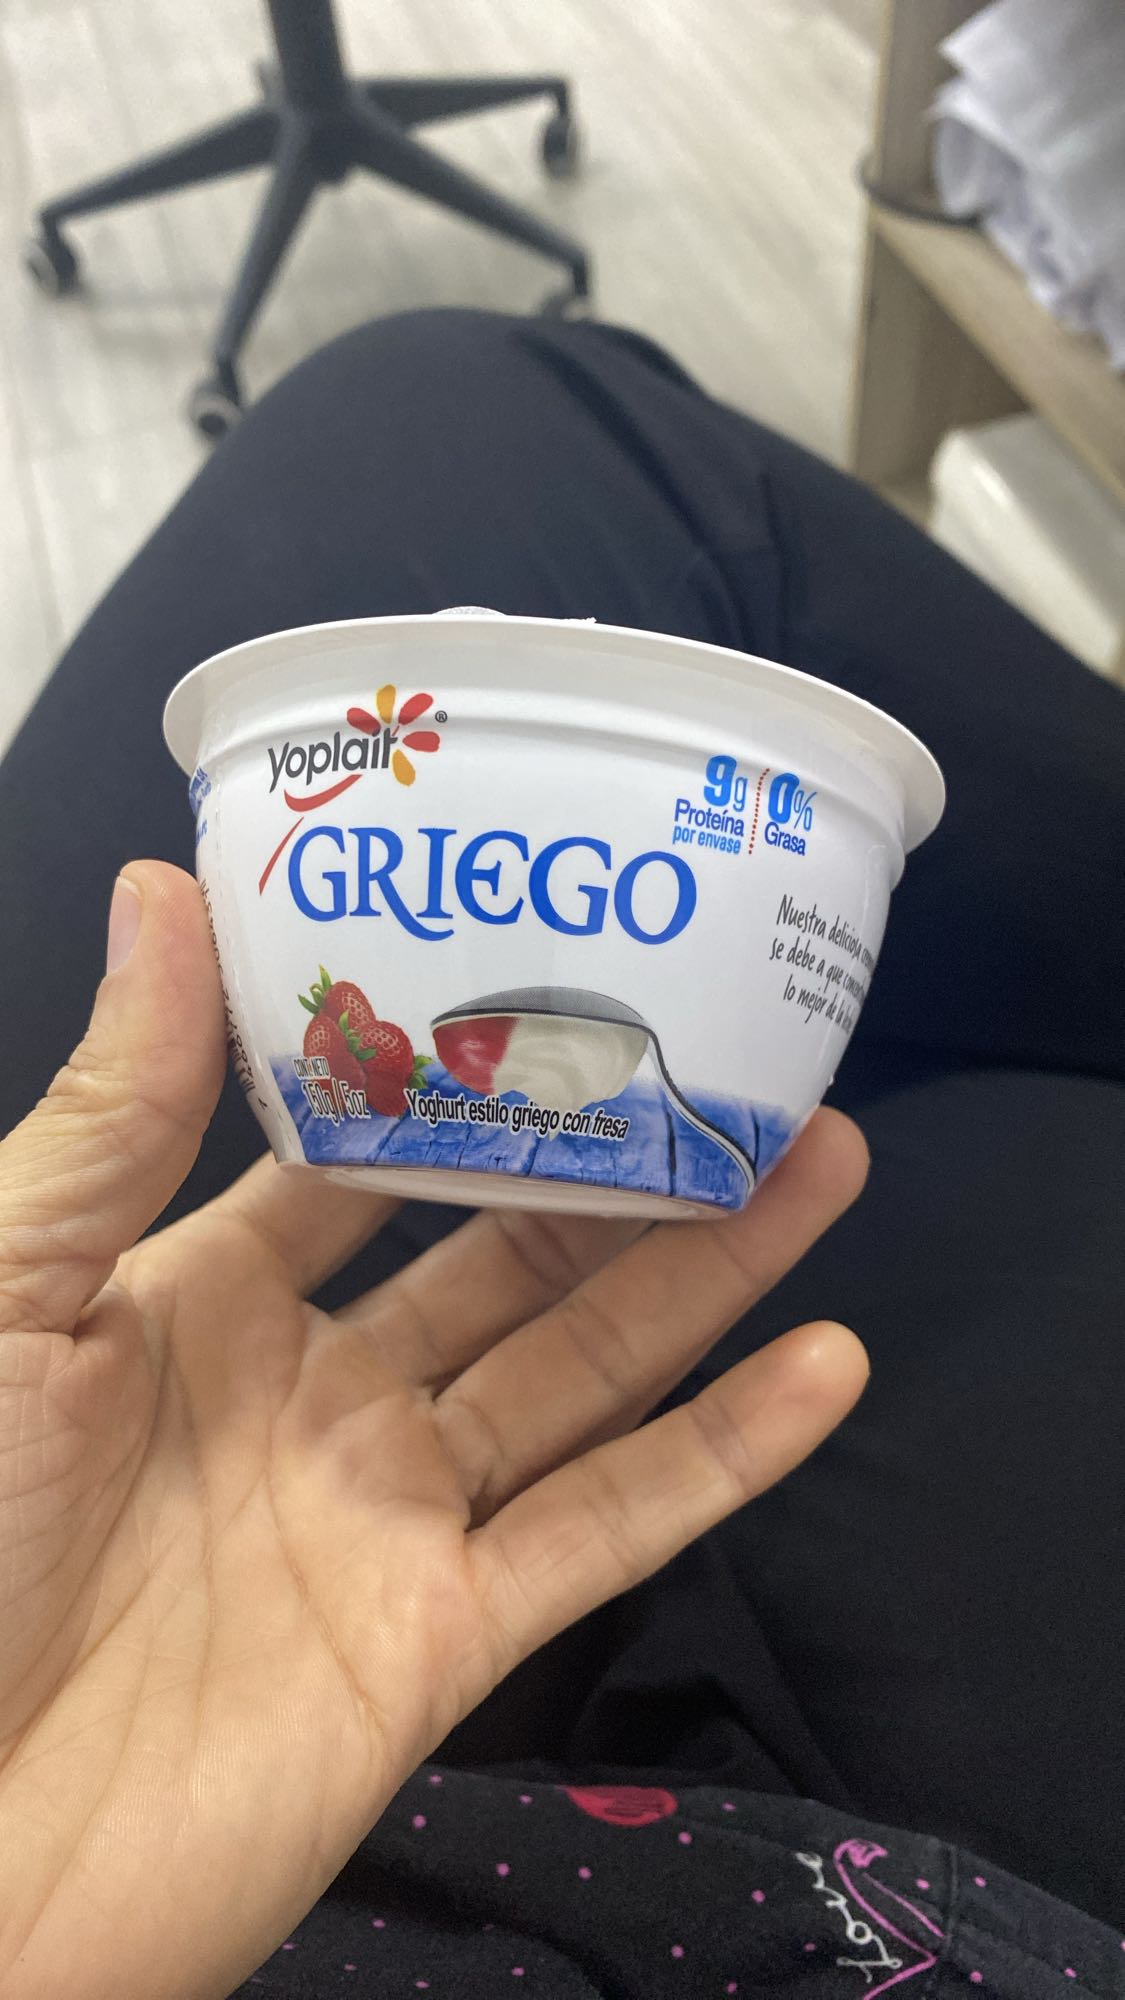 yoplait®
GRIEGO
9g
Proteína
por envase
0%
Grasa
Nuestra deliciosa
se debe a que
lo mejor de la
CONT. NETO
150g/5oz
Yoghurt estilo griego con fresa